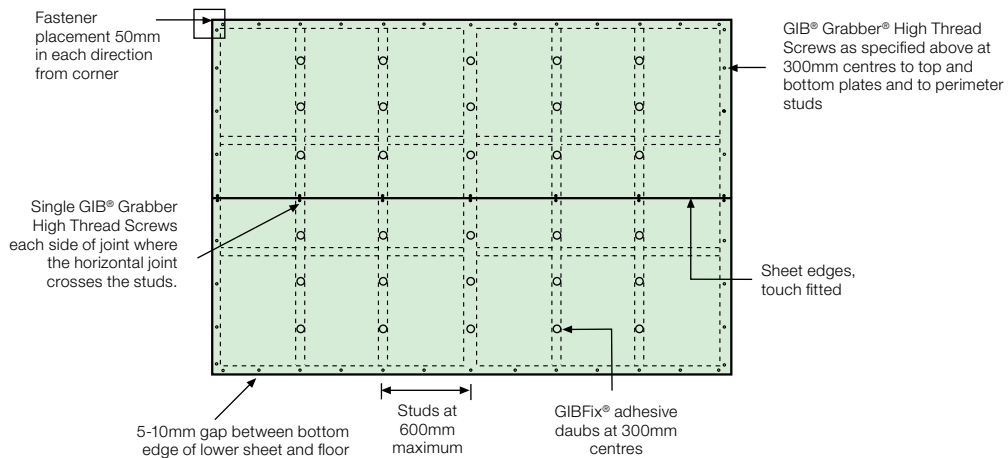 Fastener
placement 50mm
in each direction
from corner
GIB® Grabber® High Thread
Screws as specified above at
300mm centres to top and
bottom plates and to perimeter
studs
Single GIB® Grabber
High Thread Screws
each side of joint where
the horizontal joint
crosses the studs.
Sheet edges,
touch fitted
5-10mm gap between bottom
edge of lower sheet and floor
Studs at
600mm
maximum
GIBFix® adhesive
daubs at 300mm
centres